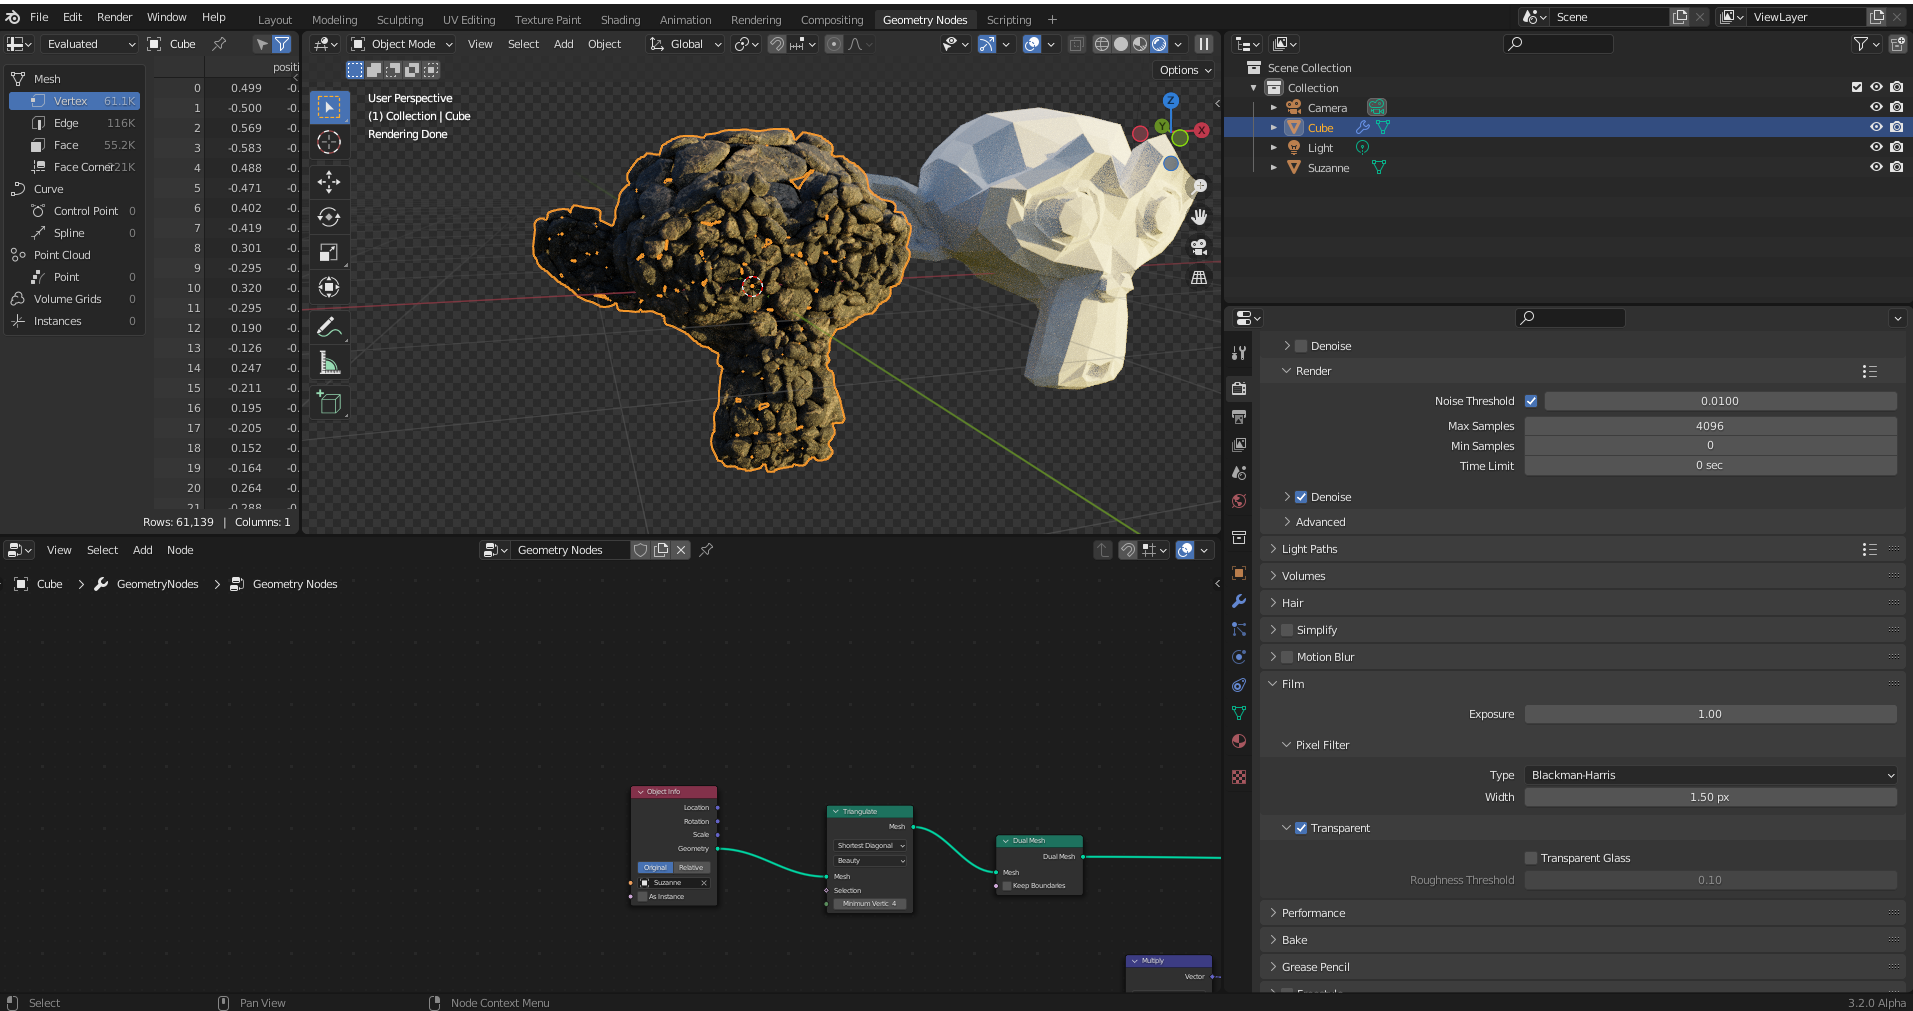 File Edit Render Window Help Layout Modeling Sculpting UV Editing Texture Paint Shading Animation Rendering Compositing Geometry Nodes Scripting + Scene ViewLayer
Evaluated Cube
Object Mode View Select Add Object Global
Options
positi
Mesh
Vertex 61.1K
Edge 116K
Face 55.2K
Face Corner 221K
Curve
Control Point 0
Spline 0
Point Cloud
Point 0
Volume Grids 0
Instances 0
0 0.499 -0.
1 -0.500 -0.
2 0.569 -0.
3 -0.583 -0.
4 0.488 -0.
5 -0.471 -0.
6 0.402 -0.
7 -0.419 -0.
8 0.301 -0.
9 -0.295 -0.
10 0.320 -0.
11 -0.295 -0.
12 0.190 -0.
13 -0.126 -0.
14 0.247 -0.
15 -0.211 -0.
16 0.195 -0.
17 -0.205 -0.
18 0.152 -0.
19 -0.164 -0.
20 0.264 -0.
21 -0.288 -0.
Rows: 61,139 | Columns: 1
User Perspective
(1) Collection | Cube
Rendering Done
Z
Y
X
Scene Collection
Collection
Camera
Cube
Light
Suzanne
Denoise
Render
Noise Threshold 0.0100
Max Samples 4096
Min Samples 0
Time Limit 0 sec
Denoise
Advanced
Light Paths
Volumes
Hair
Simplify
Motion Blur
Film
Exposure 1.00
Pixel Filter
Type Blackman-Harris
Width 1.50 px
Transparent
Transparent Glass
Roughness Threshold 0.10
Performance
Bake
Grease Pencil
Freestyle
View Select Add Node Geometry Nodes
Cube > GeometryNodes > Geometry Nodes
Object Info
Location
Rotation
Scale
Geometry
Original Relative
Suzanne
As Instance
Triangulate
Mesh
Shortest Diagonal
Beauty
Mesh
Selection
Minimum Vertic 4
Dual Mesh
Dual Mesh
Mesh
Keep Boundaries
Multiply
Vector
Select Pan View Node Context Menu 3.2.0 Alpha